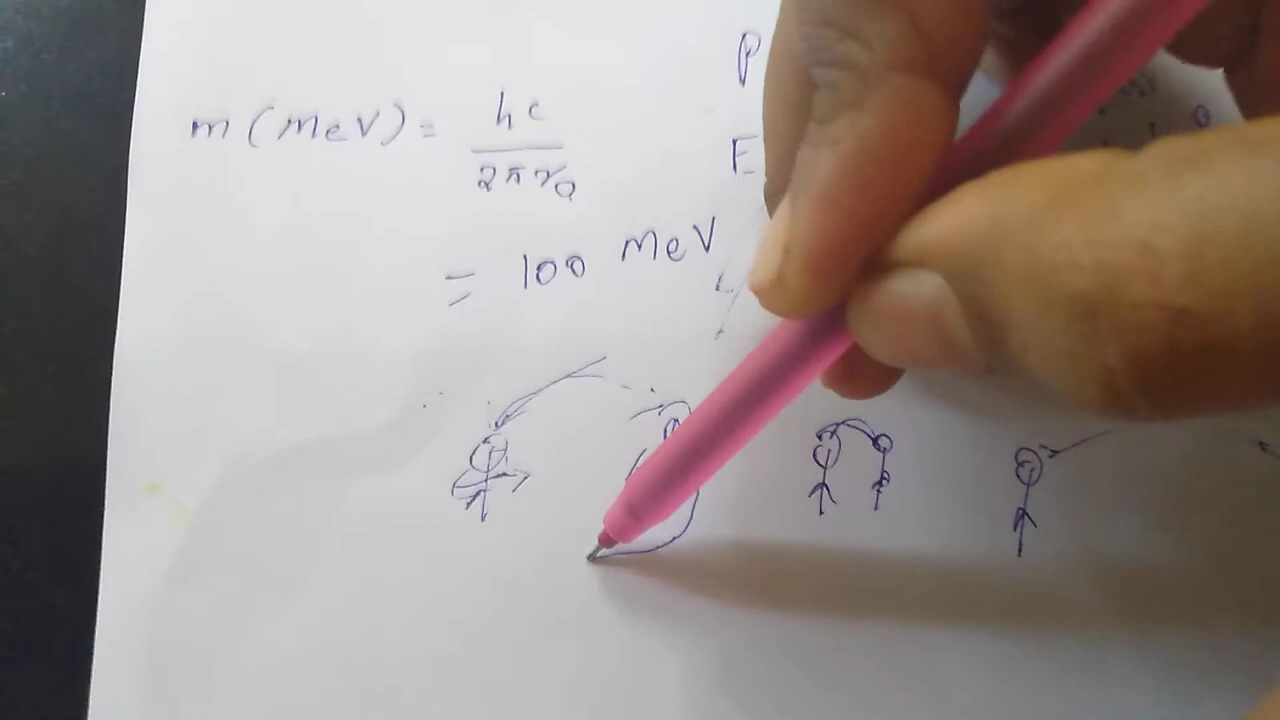 m (MeV) = hc / 2πr₀
= 100 MeV
P
E